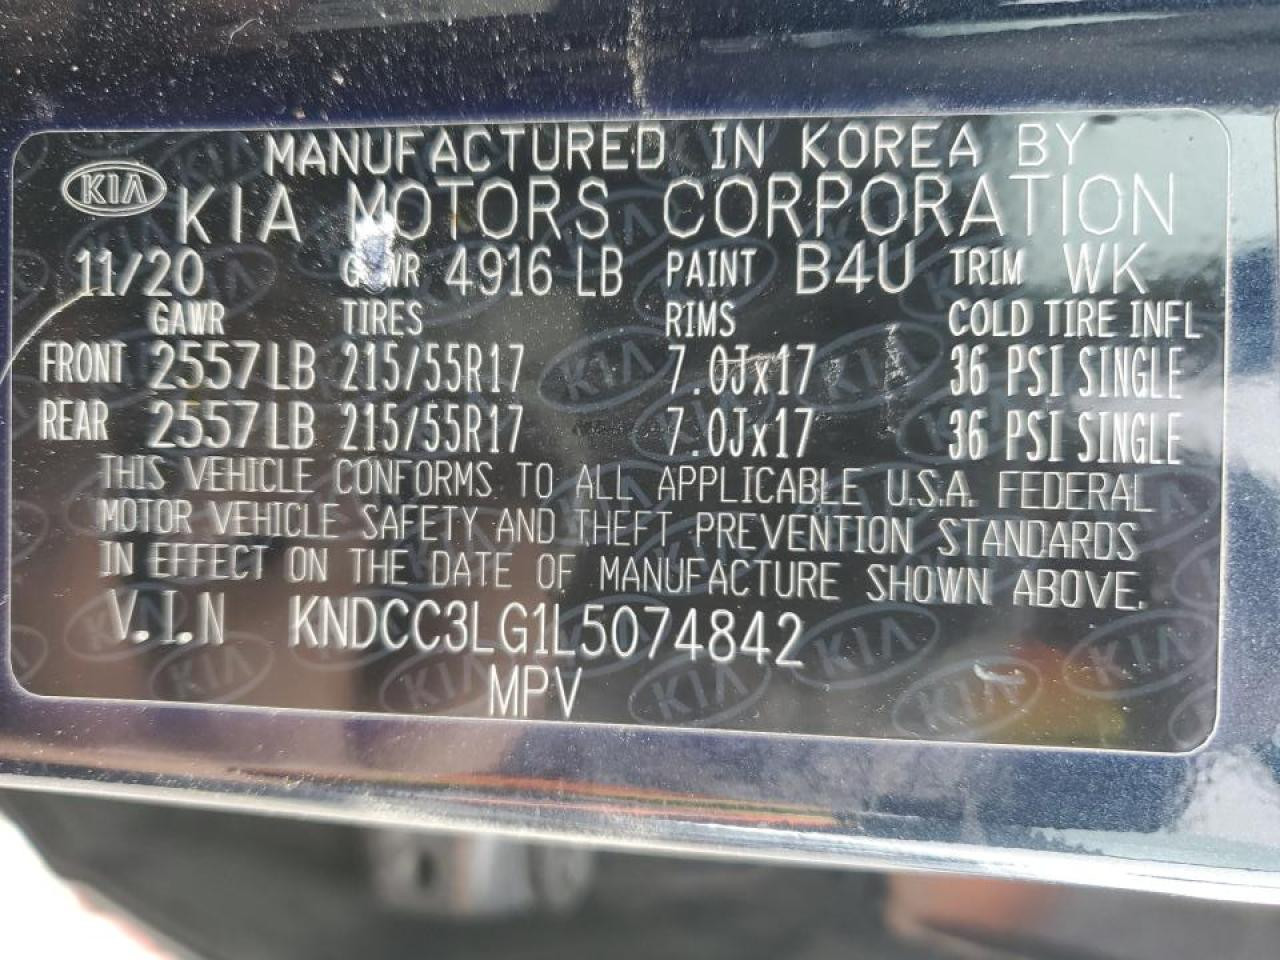 MANUFACTURED IN KOREA BY
KIA KIA MOTORS CORPORATION
11/20 GVWR 4916 LB PAINT B4U TRIM WK
GAWR TIRES RIMS COLD TIRE INFL
FRONT 2557LB 215/55R17 7.0Jx17 36 PSI SINGLE
REAR 2557LB 215/55R17 7.0Jx17 36 PSI SINGLE
THIS VEHICLE CONFORMS TO ALL APPLICABLE U.S.A. FEDERAL
MOTOR VEHICLE SAFETY AND THEFT PREVENTION STANDARDS
IN EFFECT ON THE DATE OF MANUFACTURE SHOWN ABOVE.
V.I.N KNDCC3LG1L5074842
MPV